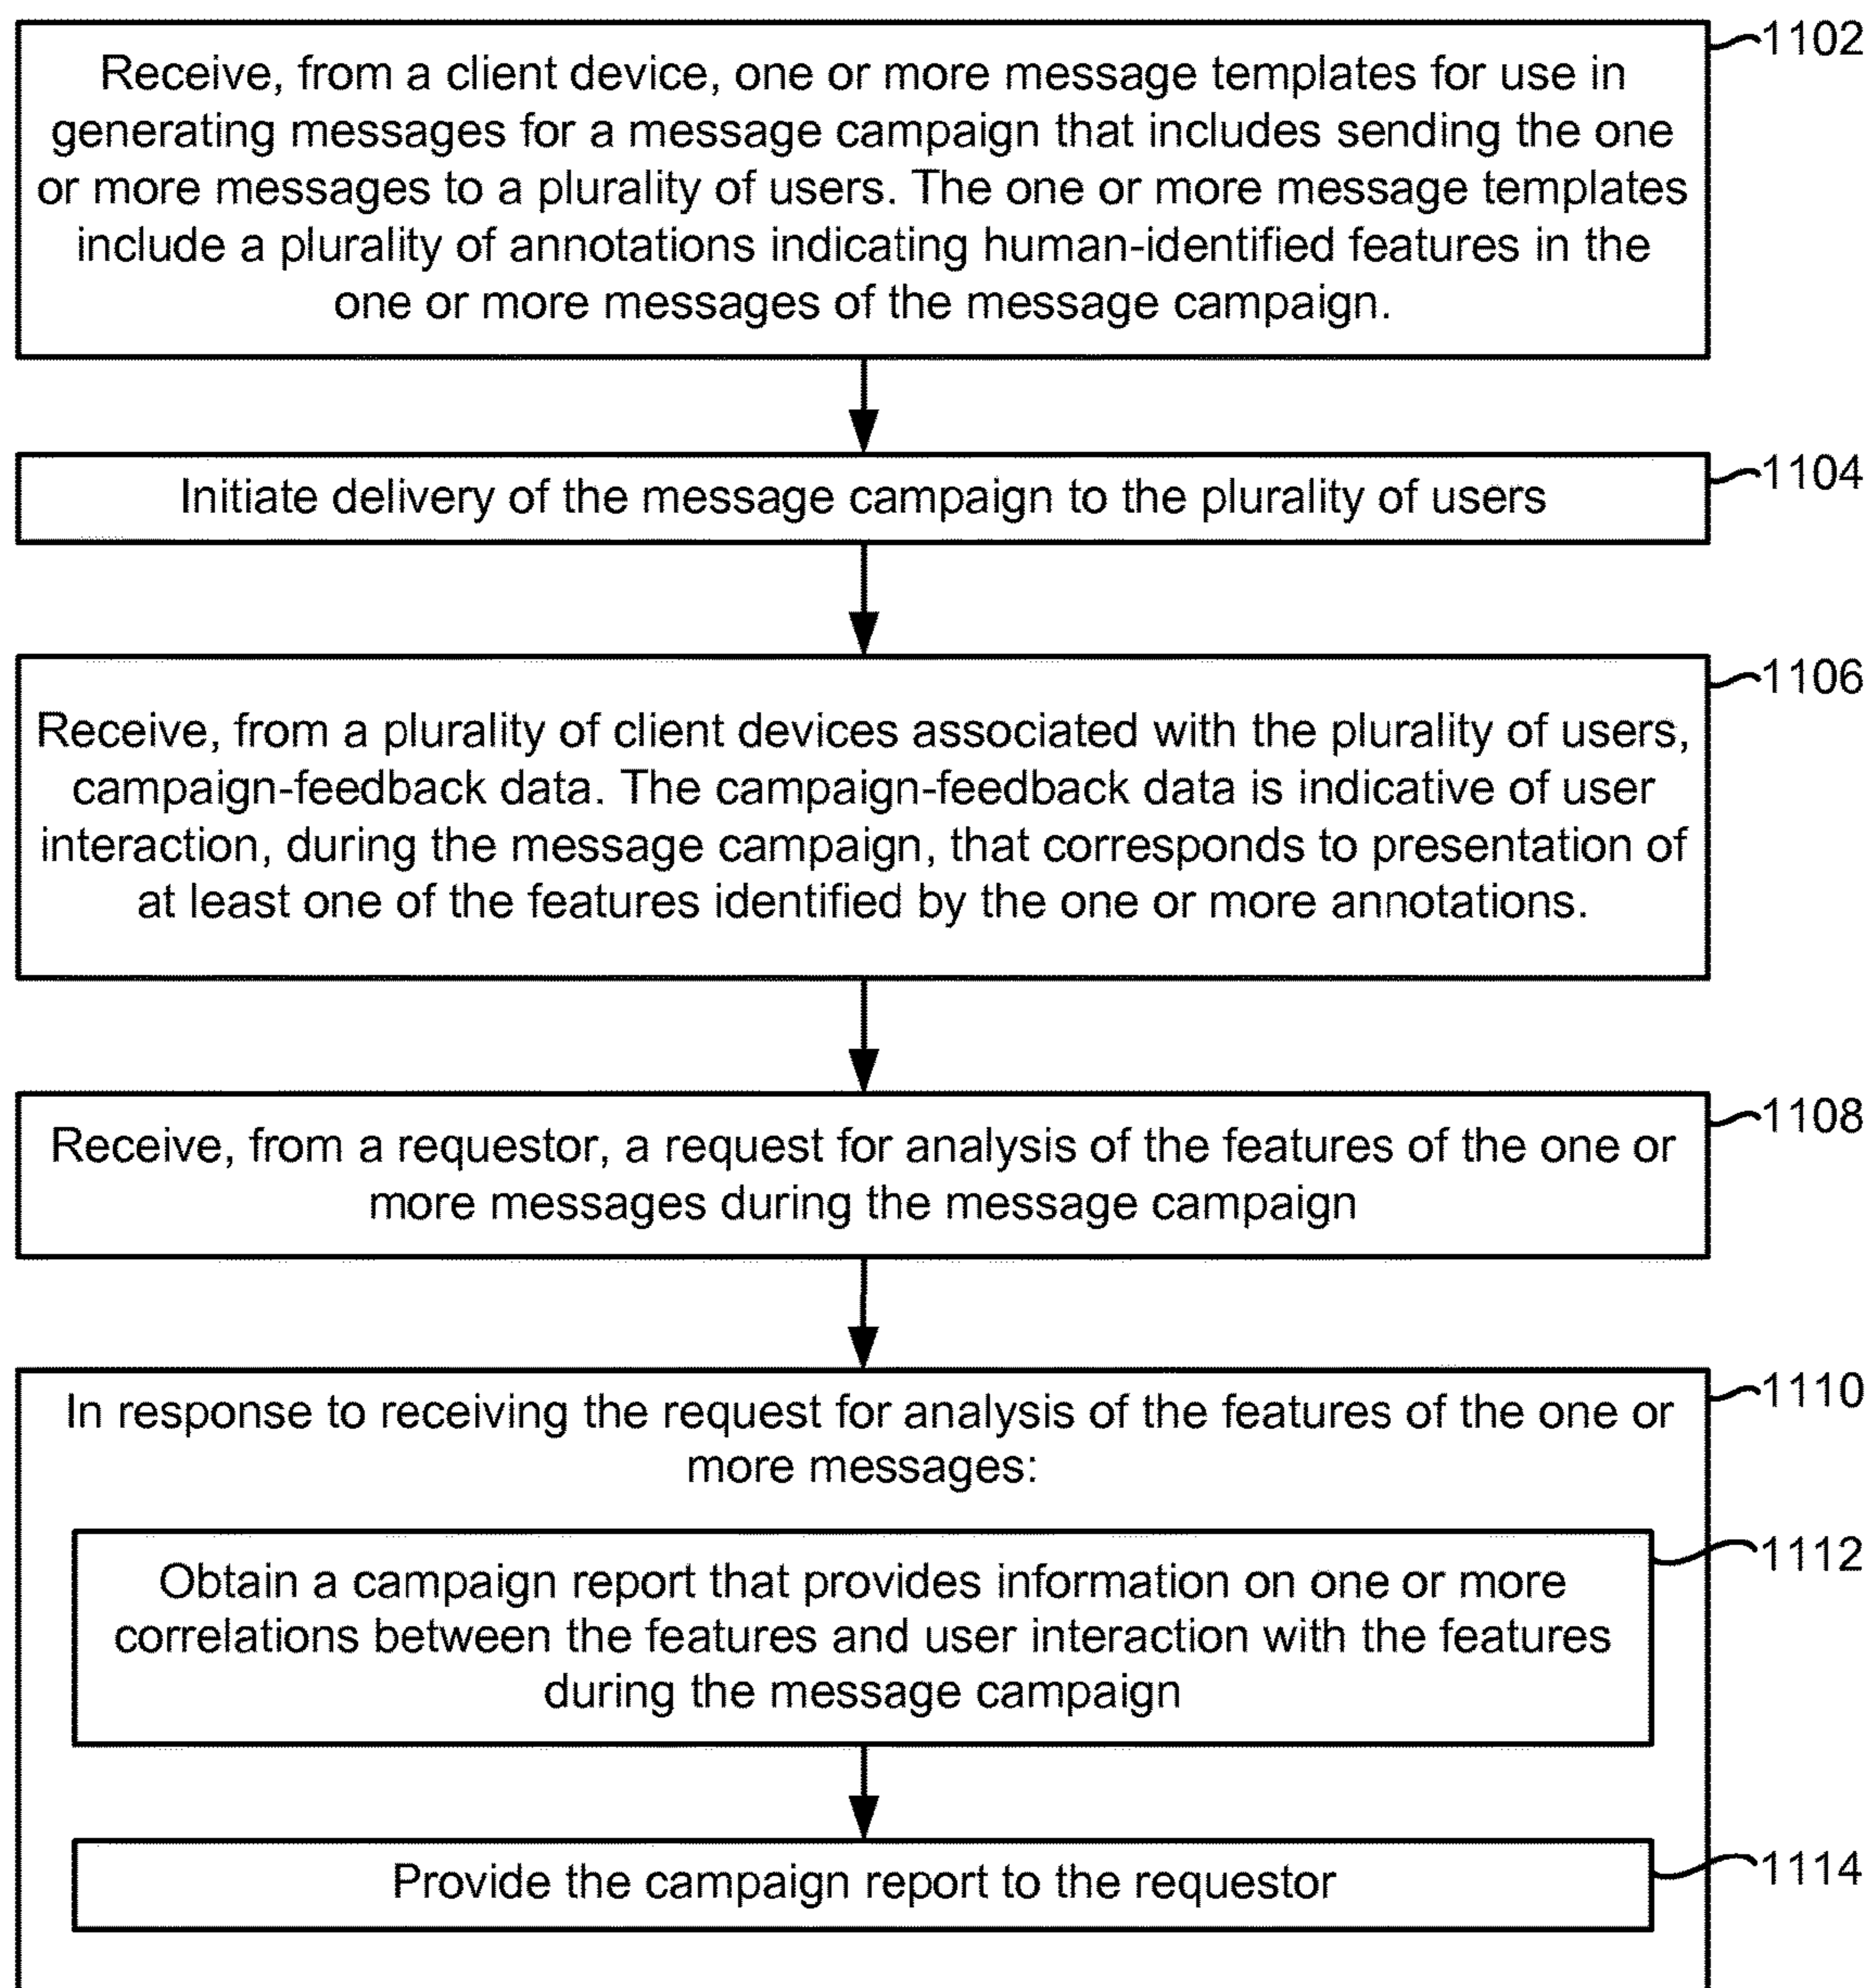 1102
Receive, from a client device, one or more message templates for use in
generating messages for a message campaign that includes sending the one
or more messages to a plurality of users. The one or more message templates
include a plurality of annotations indicating human-identified features in the
one or more messages of the message campaign.
1104
Initiate delivery of the message campaign to the plurality of users
1106
Receive, from a plurality of client devices associated with the plurality of users,
campaign-feedback data. The campaign-feedback data is indicative of user
interaction, during the message campaign, that corresponds to presentation of
at least one of the features identified by the one or more annotations.
1108
Receive, from a requestor, a request for analysis of the features of the one or
more messages during the message campaign
1110
In response to receiving the request for analysis of the features of the one or
more messages:
1112
Obtain a campaign report that provides information on one or more
correlations between the features and user interaction with the features
during the message campaign
1114
Provide the campaign report to the requestor